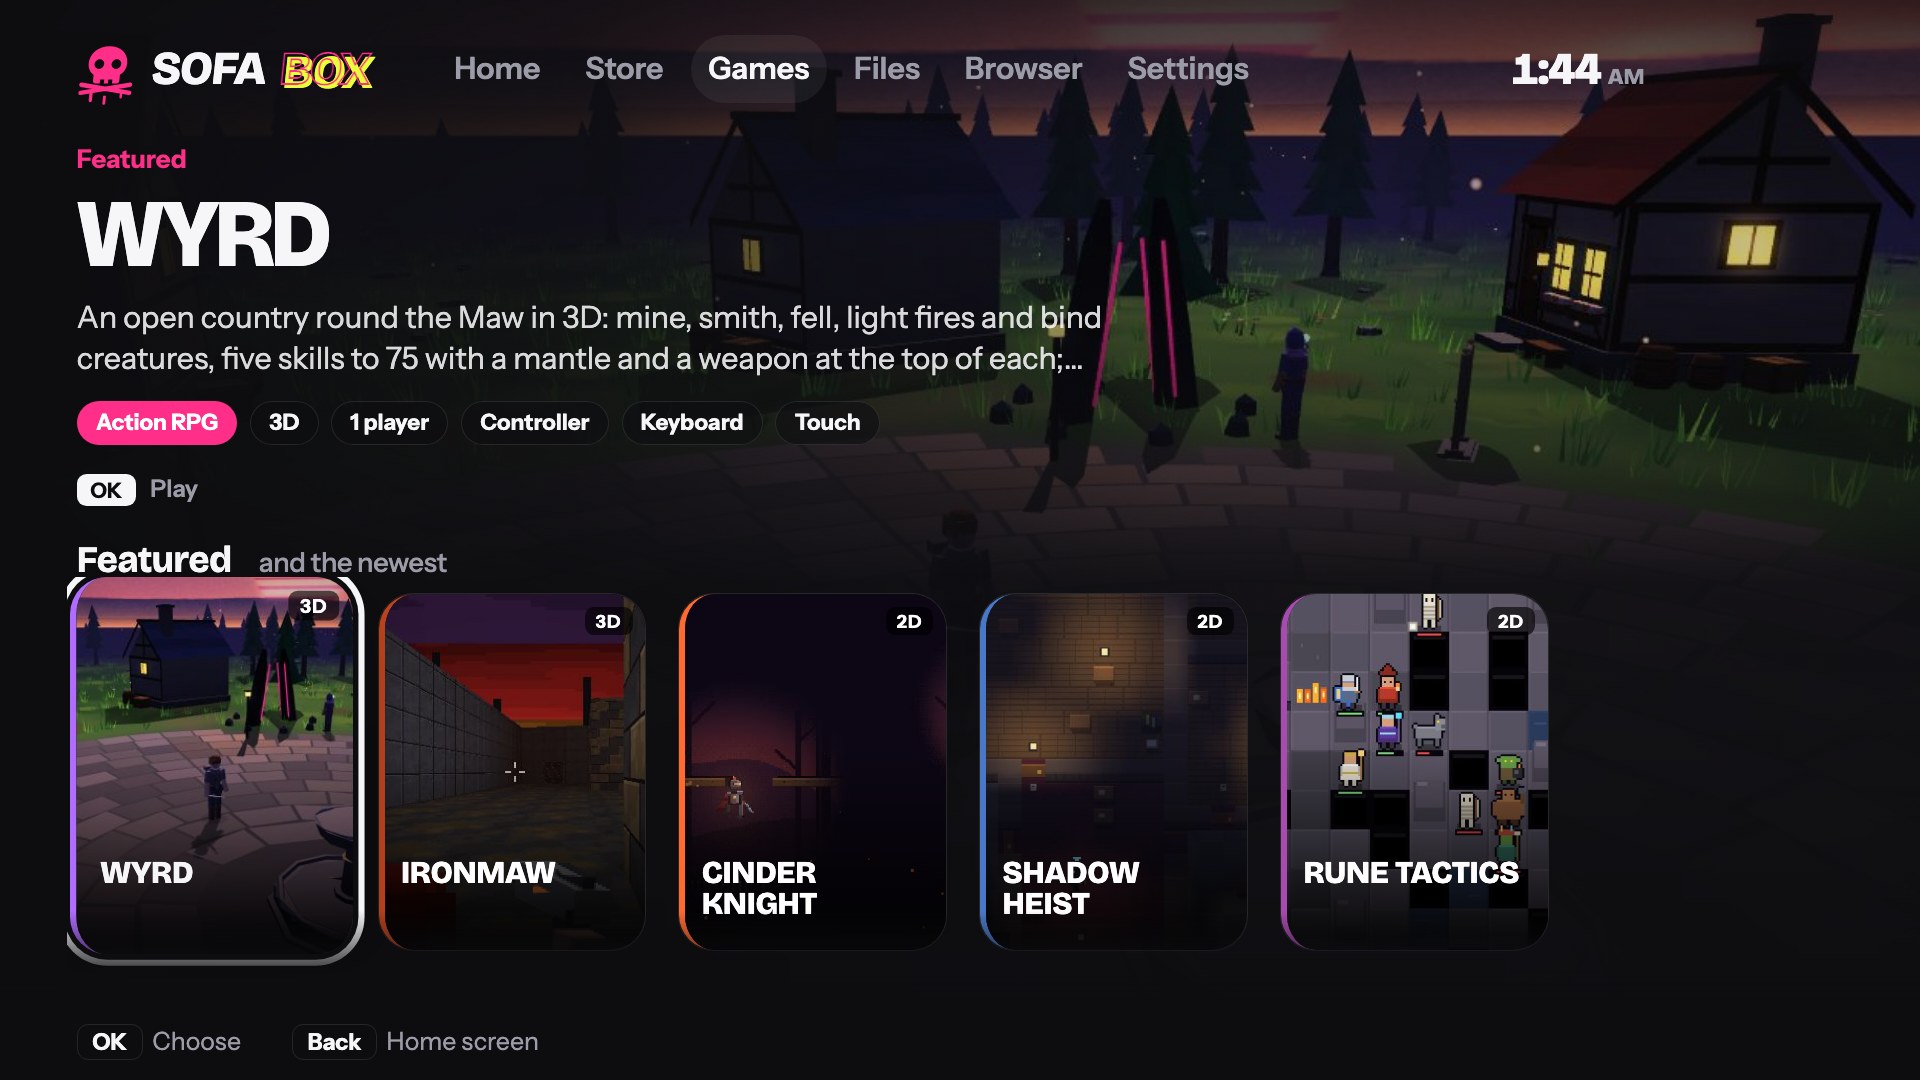 SOFA BOX
Home
Store
Games
Files
Browser
Settings
1:44 AM
Featured
WYRD
An open country round the Maw in 3D: mine, smith, fell, light fires and bind
creatures, five skills to 75 with a mantle and a weapon at the top of each;...
Action RPG
3D
1 player
Controller
Keyboard
Touch
OK Play
Featured and the newest
3D
WYRD
3D
IRONMAW
2D
CINDER
KNIGHT
2D
SHADOW
HEIST
2D
RUNE TACTICS
OK Choose
Back Home screen